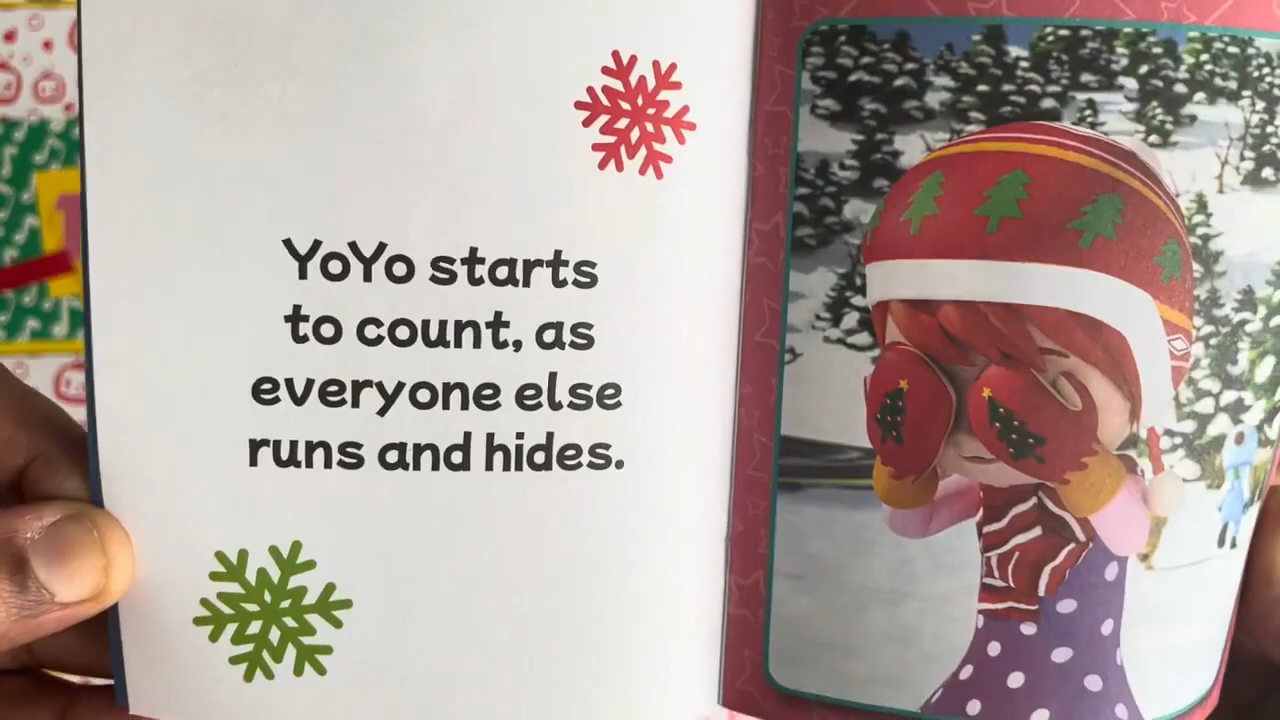 YoYo starts
to count, as
everyone else
runs and hides.